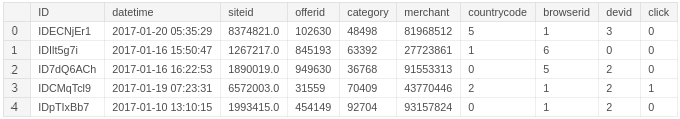 ID datetime siteid offerid category merchant countrycode browserid devid click
0 IDECNjEr1 2017-01-20 05:35:29 8374821.0 102630 48498 81968512 5 1 3 0
1 IDIlt5g7i 2017-01-16 15:50:47 1267217.0 845193 63392 27723861 1 6 0 0
2 ID7dQ6ACh 2017-01-16 16:22:53 1890019.0 949630 36768 91553313 0 5 2 0
3 IDCMqTcl9 2017-01-19 07:23:31 6572003.0 31559 70409 43770446 2 1 2 1
4 IDpTIxBb7 2017-01-12 13:10:15 1993415.0 454149 92704 93157824 0 1 2 0